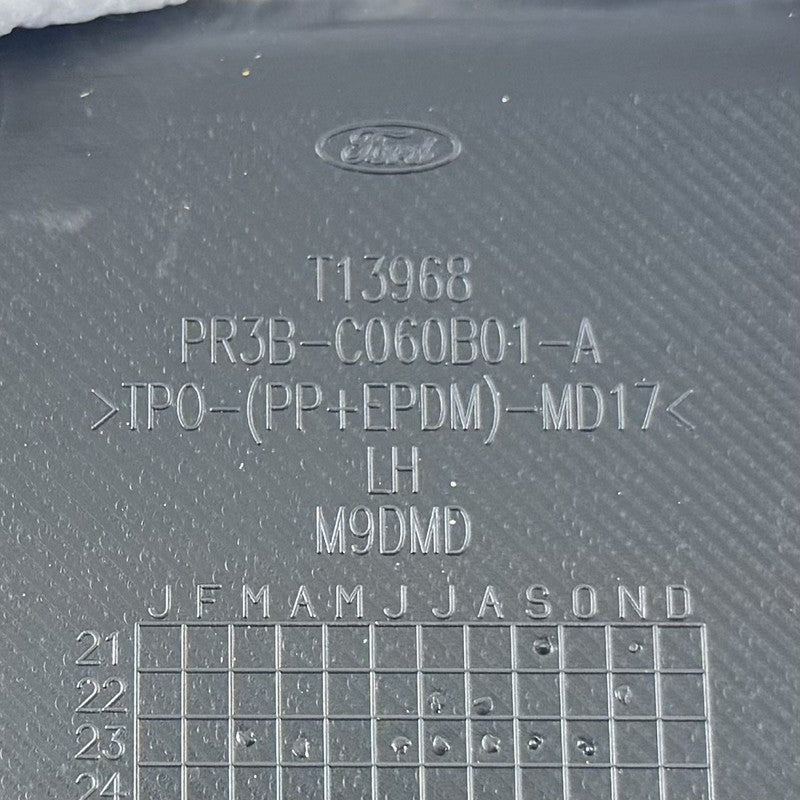 Ford
T13968
PR3B-C060B01-A
>TPO-(PP+EPDM)-MD17<
LH
M9DMD
J F M A M J J A S O N D
21
22
23
24